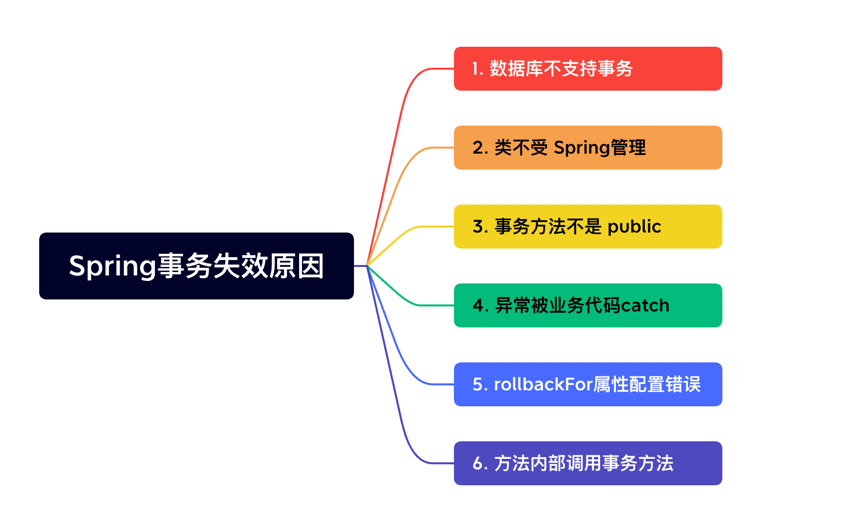 Spring事务失效原因
1. 数据库不支持事务
2. 类不受 Spring管理
3. 事务方法不是 public
4. 异常被业务代码catch
5. rollbackFor属性配置错误
6. 方法内部调用事务方法